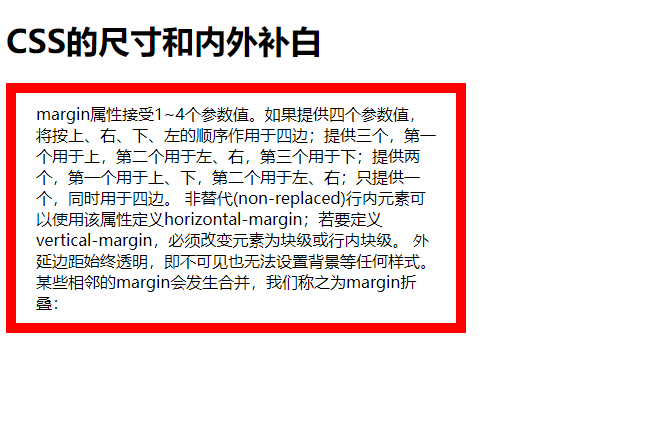 CSS的尺寸和内外补白
margin属性接受1~4个参数值。如果提供四个参数值，
将按上、右、下、左的顺序作用于四边；提供三个，第一
个用于上，第二个用于左、右，第三个用于下；提供两
个，第一个用于上、下，第二个用于左、右；只提供一
个，同时用于四边。 非替代(non-replaced)行内元素可
以使用该属性定义horizontal-margin；若要定义
vertical-margin，必须改变元素为块级或行内块级。 外
延边距始终透明，即不可见也无法设置背景等任何样式。
某些相邻的margin会发生合并，我们称之为margin折
叠：